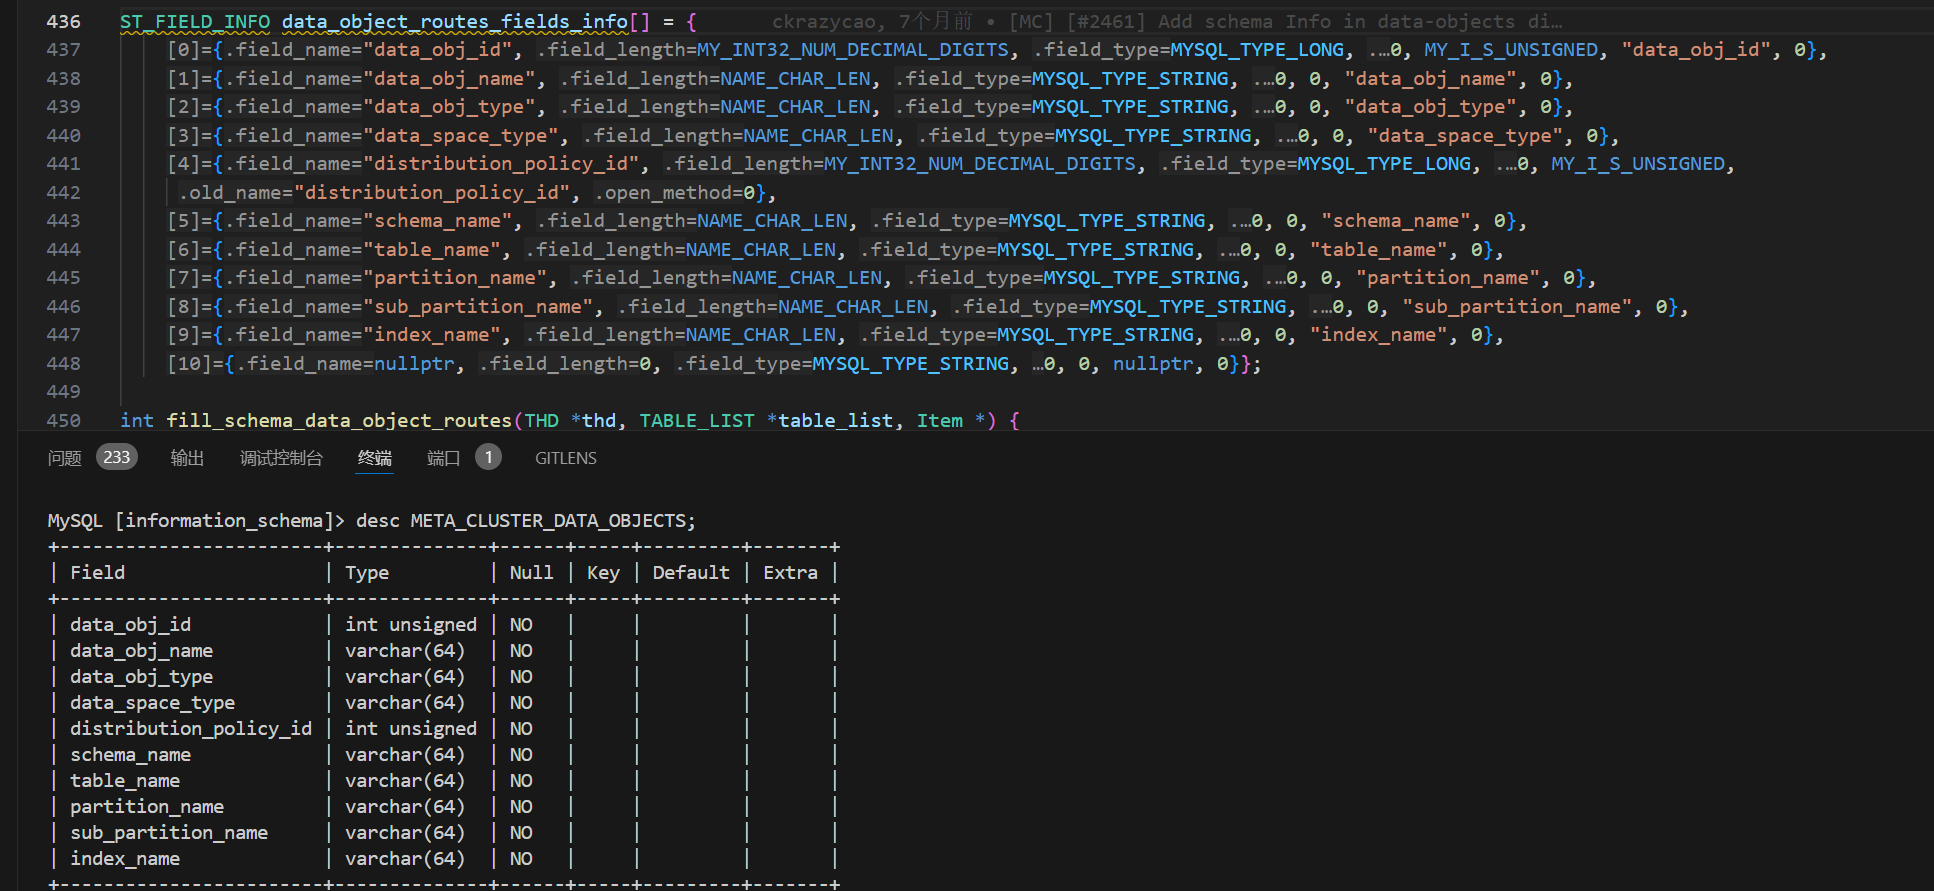 436 ST_FIELD_INFO data_object_routes_fields_info[] = { ckrazycao, 7个月前 • [MC] [#2461] Add schema Info in data-objects di…
437 [0]={.field_name="data_obj_id", .field_length=MY_INT32_NUM_DECIMAL_DIGITS, .field_type=MYSQL_TYPE_LONG, .…0, MY_I_S_UNSIGNED, "data_obj_id", 0},
438 [1]={.field_name="data_obj_name", .field_length=NAME_CHAR_LEN, .field_type=MYSQL_TYPE_STRING, .…0, 0, "data_obj_name", 0},
439 [2]={.field_name="data_obj_type", .field_length=NAME_CHAR_LEN, .field_type=MYSQL_TYPE_STRING, .…0, 0, "data_obj_type", 0},
440 [3]={.field_name="data_space_type", .field_length=NAME_CHAR_LEN, .field_type=MYSQL_TYPE_STRING, .…0, 0, "data_space_type", 0},
441 [4]={.field_name="distribution_policy_id", .field_length=MY_INT32_NUM_DECIMAL_DIGITS, .field_type=MYSQL_TYPE_LONG, .…0, MY_I_S_UNSIGNED,
442 .old_name="distribution_policy_id", .open_method=0},
443 [5]={.field_name="schema_name", .field_length=NAME_CHAR_LEN, .field_type=MYSQL_TYPE_STRING, .…0, 0, "schema_name", 0},
444 [6]={.field_name="table_name", .field_length=NAME_CHAR_LEN, .field_type=MYSQL_TYPE_STRING, .…0, 0, "table_name", 0},
445 [7]={.field_name="partition_name", .field_length=NAME_CHAR_LEN, .field_type=MYSQL_TYPE_STRING, .…0, 0, "partition_name", 0},
446 [8]={.field_name="sub_partition_name", .field_length=NAME_CHAR_LEN, .field_type=MYSQL_TYPE_STRING, .…0, 0, "sub_partition_name", 0},
447 [9]={.field_name="index_name", .field_length=NAME_CHAR_LEN, .field_type=MYSQL_TYPE_STRING, .…0, 0, "index_name", 0},
448 [10]={.field_name=nullptr, .field_length=0, .field_type=MYSQL_TYPE_STRING, …0, 0, nullptr, 0}};
449
450 int fill_schema_data_object_routes(THD *thd, TABLE_LIST *table_list, Item *) {
问题 233 输出 调试控制台 终端 端口 1 GITLENS
MySQL [information_schema]> desc META_CLUSTER_DATA_OBJECTS;
+------------------------+--------------+------+-----+---------+-------+
| Field | Type | Null | Key | Default | Extra |
+------------------------+--------------+------+-----+---------+-------+
| data_obj_id | int unsigned | NO | | | |
| data_obj_name | varchar(64) | NO | | | |
| data_obj_type | varchar(64) | NO | | | |
| data_space_type | varchar(64) | NO | | | |
| distribution_policy_id | int unsigned | NO | | | |
| schema_name | varchar(64) | NO | | | |
| table_name | varchar(64) | NO | | | |
| partition_name | varchar(64) | NO | | | |
| sub_partition_name | varchar(64) | NO | | | |
| index_name | varchar(64) | NO | | | |
+------------------------+--------------+------+-----+---------+-------+